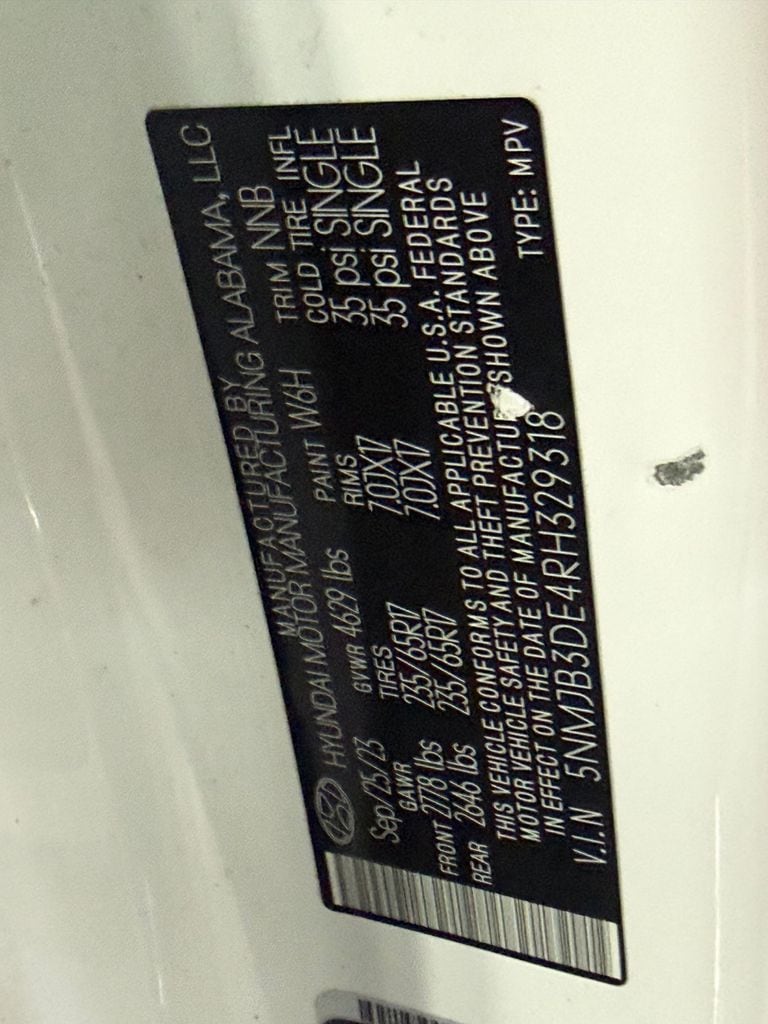 MANUFACTURED BY
HYUNDAI MOTOR MANUFACTURING ALABAMA, LLC
Sep/25/23 GVWR 4629 lbs PAINT W6H TRIM NNB
GAWR TIRES RIMS COLD TIRE INFL
FRONT 2778 lbs 235/65R17 7.0JX17 35 psi SINGLE
REAR 2646 lbs 235/65R17 7.0JX17 35 psi SINGLE
THIS VEHICLE CONFORMS TO ALL APPLICABLE U.S.A. FEDERAL
MOTOR VEHICLE SAFETY AND THEFT PREVENTION STANDARDS
IN EFFECT ON THE DATE OF MANUFACTU SHOWN ABOVE
V.I.N 5NMJB3DE4RH329318 TYPE: MPV